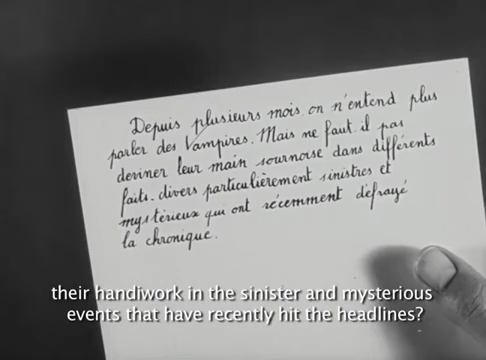 Depuis plusieurs mois on n'entend plus
parler des Vampires. Mais ne faut-il pas
deviner leur main sournoise dans différents
faits-divers particulièrement sinistres et
mystérieux qui ont récemment défrayé
la chronique.
their handiwork in the sinister and mysterious
events that have recently hit the headlines?